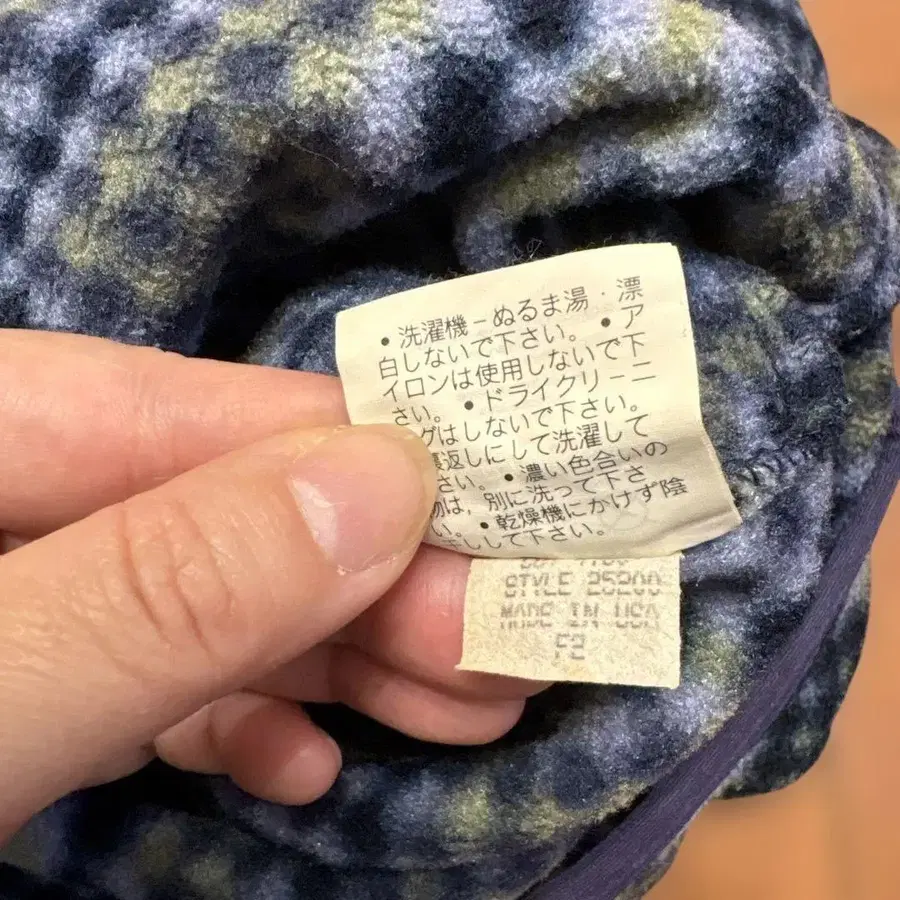 • 洗濯機－ぬるま湯・漂
白しないで下さい。 • ア
イロンは使用しないで下
さい。 • ドライクリーニ
グはしないで下さい。
裏返しにして洗濯して
さい。 • 濃い色合いの
物は，別に洗って下さ
い。 • 乾燥機にかけず陰
して下さい。
STYLE 25200
MADE IN USA
F2